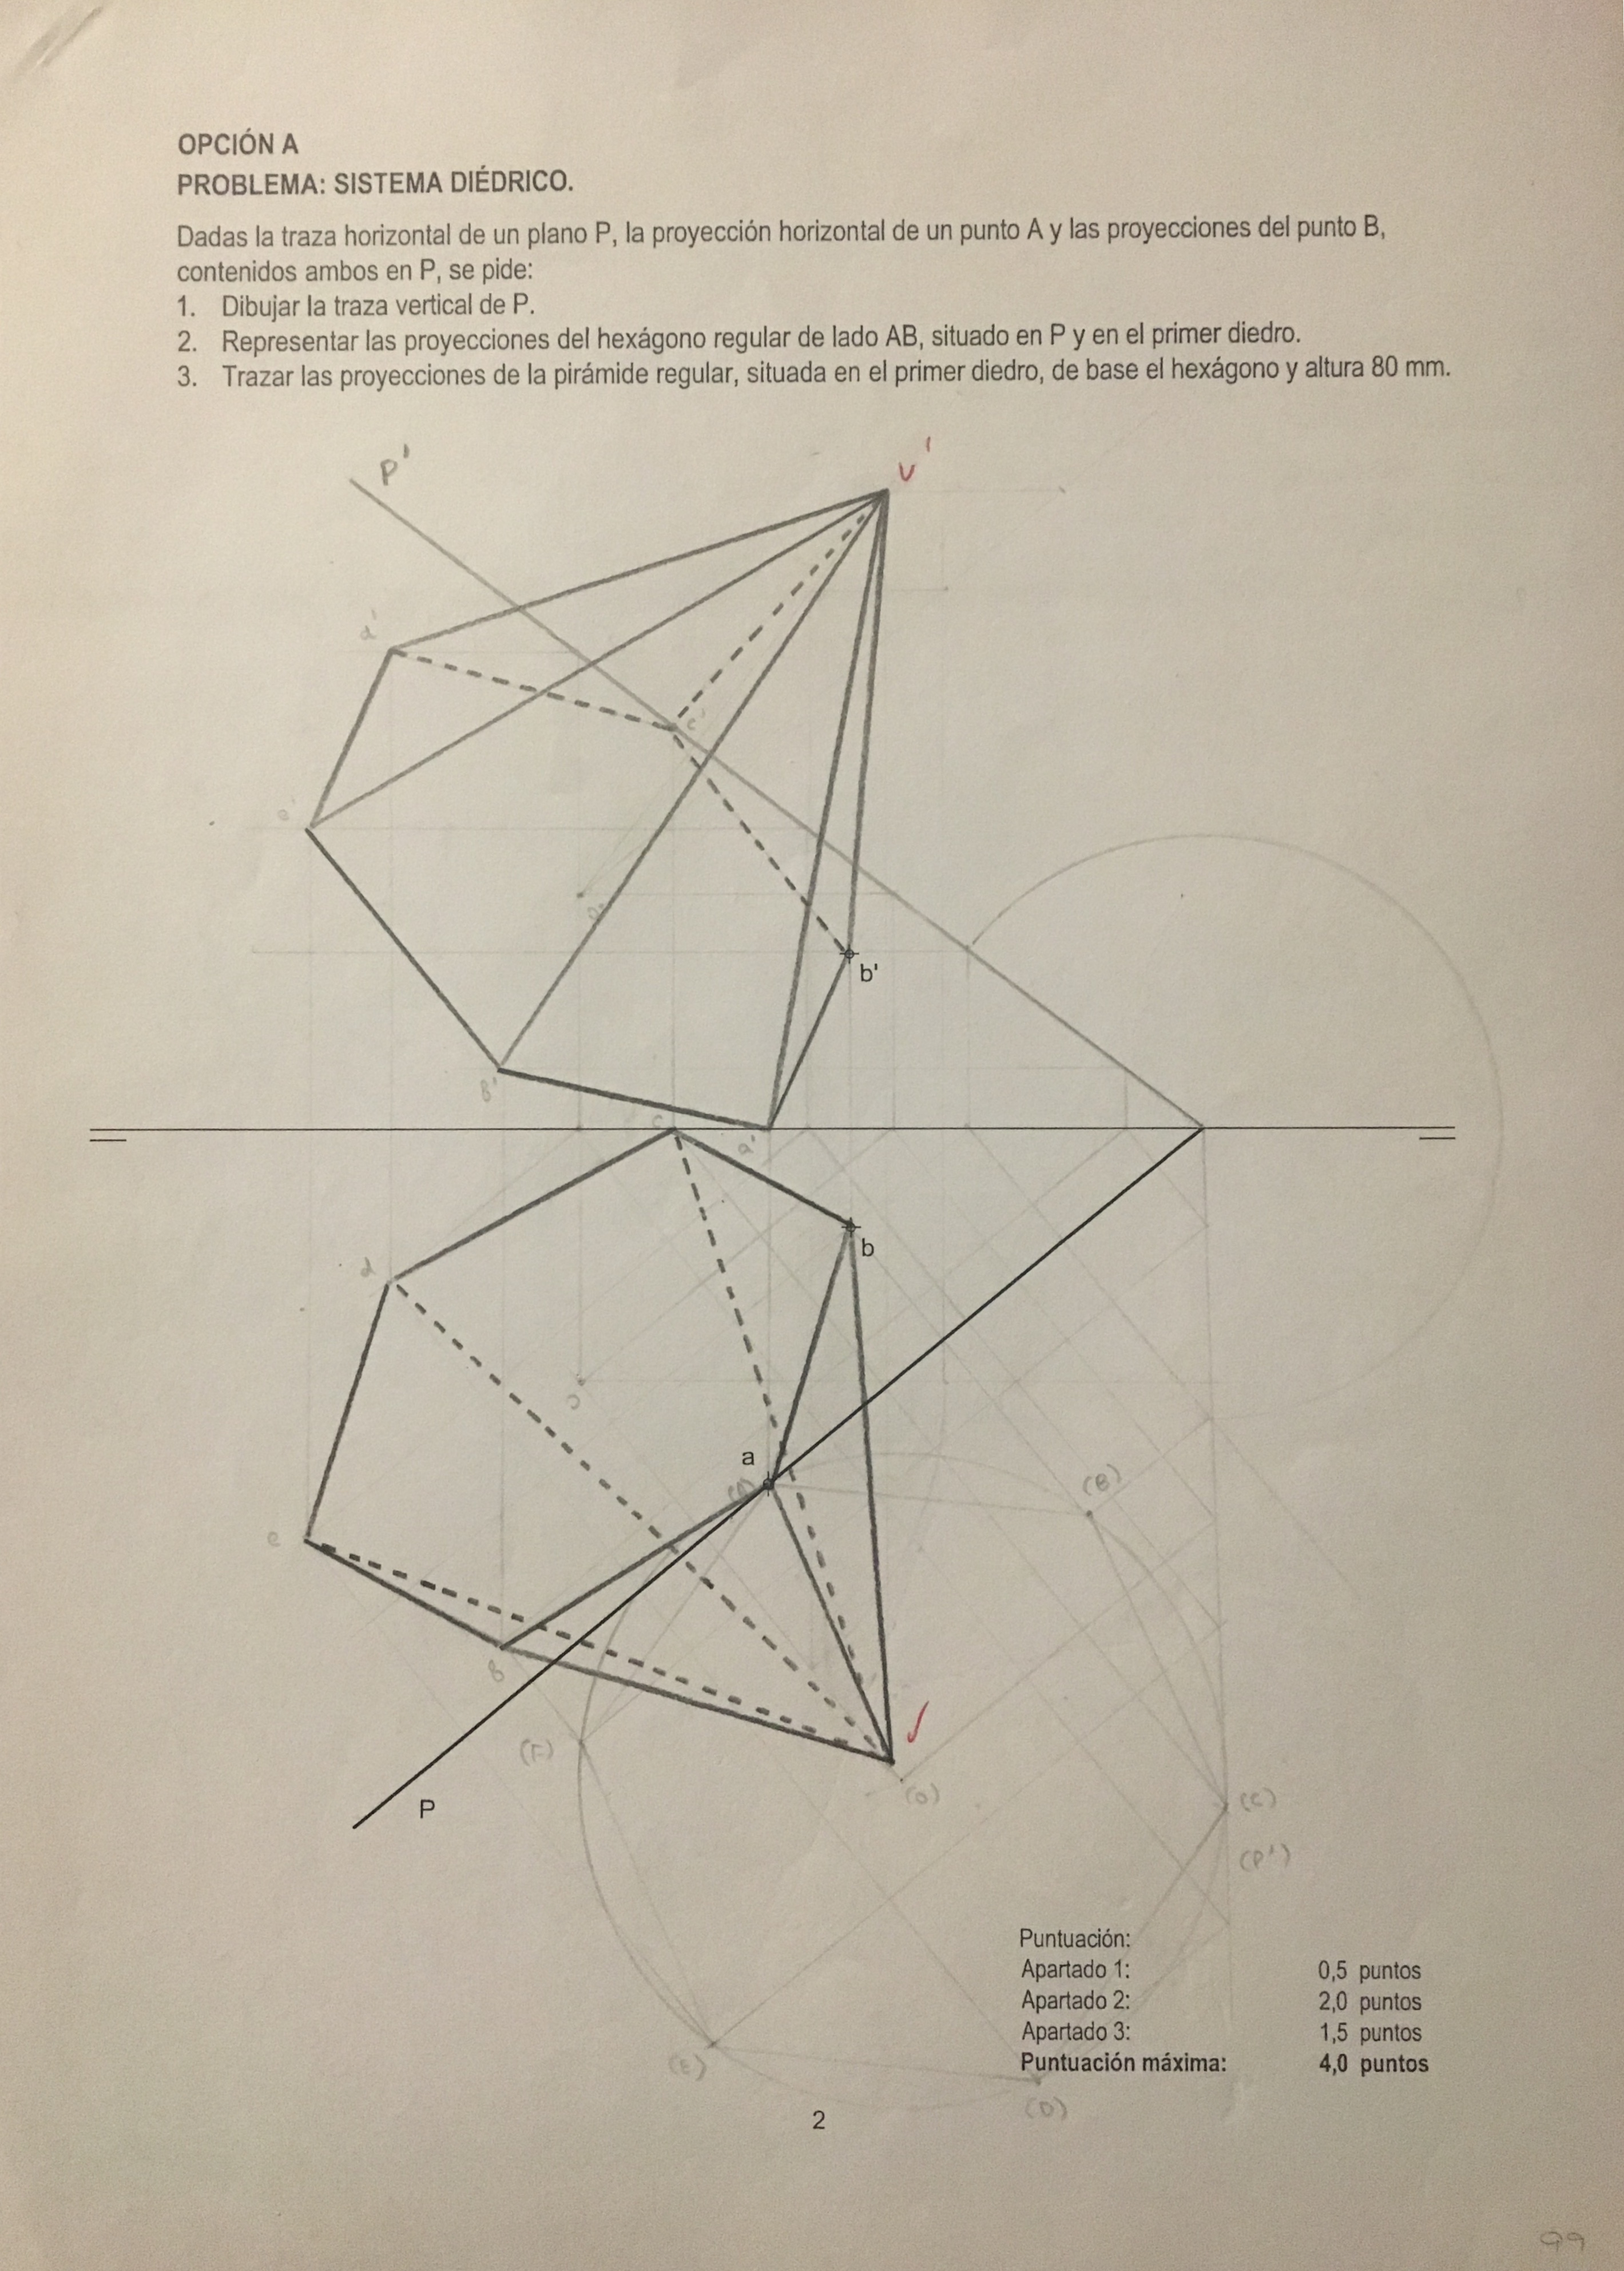 OPCIÓN A
PROBLEMA: SISTEMA DIÉDRICO.
Dadas la traza horizontal de un plano P, la proyección horizontal de un punto A y las proyecciones del punto B,
contenidos ambos en P, se pide:
1. Dibujar la traza vertical de P.
2. Representar las proyecciones del hexágono regular de lado AB, situado en P y en el primer diedro.
3. Trazar las proyecciones de la pirámide regular, situada en el primer diedro, de base el hexágono y altura 80 mm.
P'
v'
d'
c'
e'
b'
a'
b
d
a
(B)
e
(F)
(O)
(C)
P
(P')
Puntuación:
Apartado 1: 0,5 puntos
Apartado 2: 2,0 puntos
Apartado 3: 1,5 puntos
Puntuación máxima: 4,0 puntos
(E)
(D)
2
99